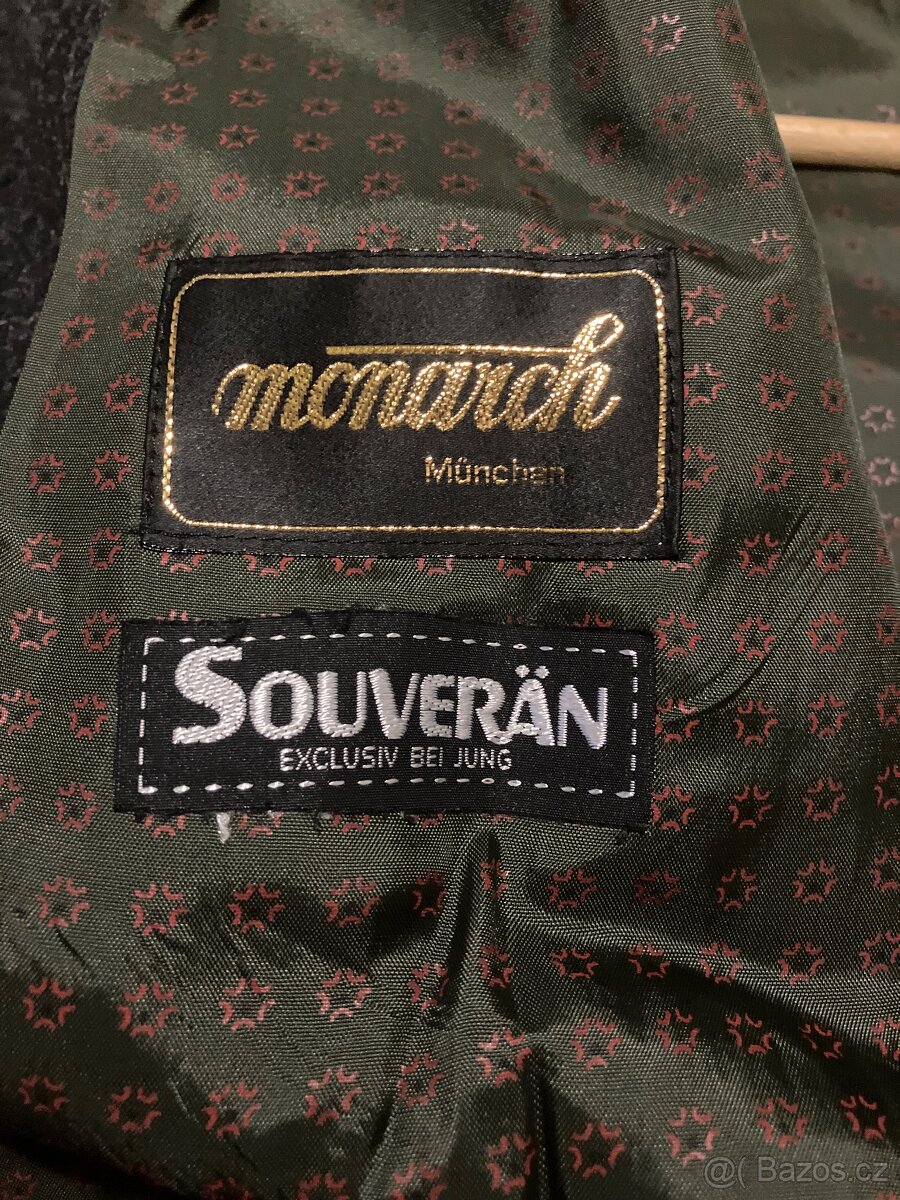 monarch
München
SOUVERÄN
EXCLUSIV BEI JUNG
@( Bazos.cz